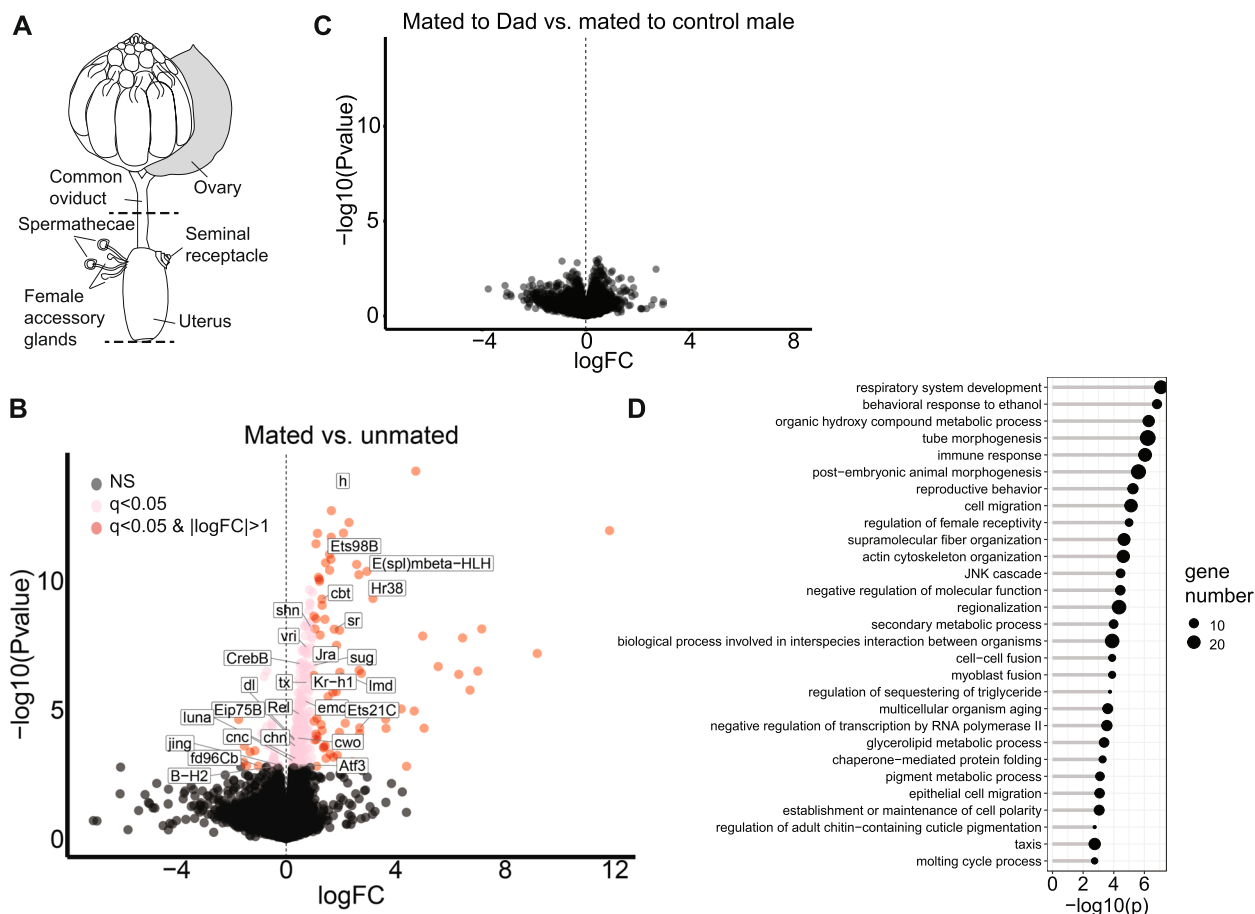 A
Common
oviduct
Ovary
Spermathecae
Seminal
receptacle
Female
accessory
glands
Uterus
C
Mated to Dad vs. mated to control male
−log10(Pvalue)
10
5
0
−4
0
4
8
logFC
B
Mated vs. unmated
NS
q<0.05
q<0.05 & |logFC|>1
−log10(Pvalue)
10
5
0
−4
0
4
8
12
logFC
h
Ets98B
E(spl)mbeta−HLH
Hr38
cbt
shn
sr
vri
Jra
sug
CrebB
tx
Kr−h1
lmd
dl
Eip75B
Rel
emc
Ets21C
luna
cnc
chn
cwo
jing
fd96Cb
Atf3
B−H2
D
respiratory system development
behavioral response to ethanol
organic hydroxy compound metabolic process
tube morphogenesis
immune response
post−embryonic animal morphogenesis
reproductive behavior
cell migration
regulation of female receptivity
supramolecular fiber organization
actin cytoskeleton organization
JNK cascade
negative regulation of molecular function
regionalization
secondary metabolic process
biological process involved in interspecies interaction between organisms
cell−cell fusion
myoblast fusion
regulation of sequestering of triglyceride
multicellular organism aging
negative regulation of transcription by RNA polymerase II
glycerolipid metabolic process
chaperone−mediated protein folding
pigment metabolic process
epithelial cell migration
establishment or maintenance of cell polarity
regulation of adult chitin−containing cuticle pigmentation
taxis
molting cycle process
0
2
4
6
−log10(p)
gene
number
10
20